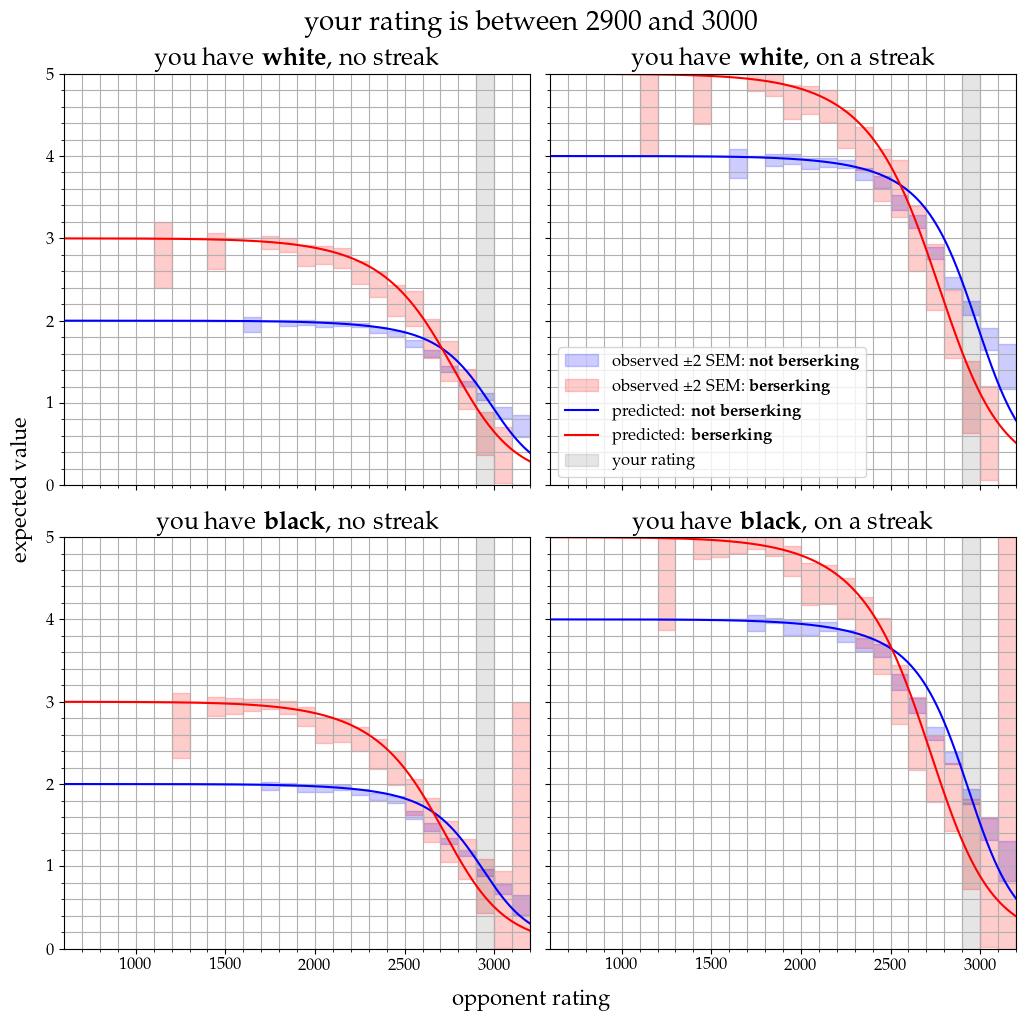 your rating is between 2900 and 3000
you have white, no streak
you have white, on a streak
5
4
3
2
1
0
observed ±2 SEM: not berserking
observed ±2 SEM: berserking
predicted: not berserking
predicted: berserking
your rating
expected value
you have black, no streak
you have black, on a streak
5
4
3
2
1
0
1000 1500 2000 2500 3000
1000 1500 2000 2500 3000
opponent rating